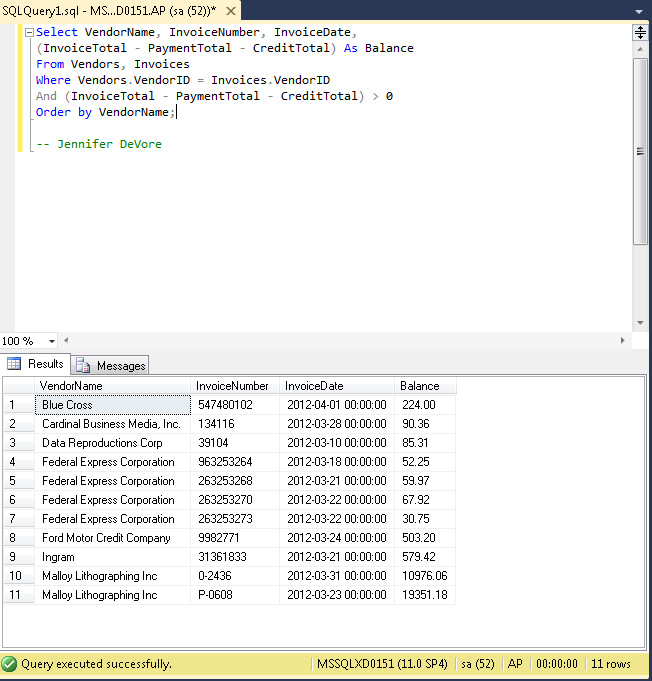 SQLQuery1.sql - MS...D0151.AP (sa (52))*
Select VendorName, InvoiceNumber, InvoiceDate,
(InvoiceTotal - PaymentTotal - CreditTotal) As Balance
From Vendors, Invoices
Where Vendors.VendorID = Invoices.VendorID
And (InvoiceTotal - PaymentTotal - CreditTotal) > 0
Order by VendorName;
-- Jennifer DeVore
100 %
Results Messages
VendorName InvoiceNumber InvoiceDate Balance
1 Blue Cross 547480102 2012-04-01 00:00:00 224.00
2 Cardinal Business Media, Inc. 134116 2012-03-28 00:00:00 90.36
3 Data Reproductions Corp 39104 2012-03-10 00:00:00 85.31
4 Federal Express Corporation 963253264 2012-03-18 00:00:00 52.25
5 Federal Express Corporation 263253268 2012-03-21 00:00:00 59.97
6 Federal Express Corporation 263253270 2012-03-22 00:00:00 67.92
7 Federal Express Corporation 263253273 2012-03-22 00:00:00 30.75
8 Ford Motor Credit Company 9982771 2012-03-24 00:00:00 503.20
9 Ingram 31361833 2012-03-21 00:00:00 579.42
10 Malloy Lithographing Inc 0-2436 2012-03-31 00:00:00 10976.06
11 Malloy Lithographing Inc P-0608 2012-03-23 00:00:00 19351.18
Query executed successfully. MSSQLXD0151 (11.0 SP4) sa (52) AP 00:00:00 11 rows